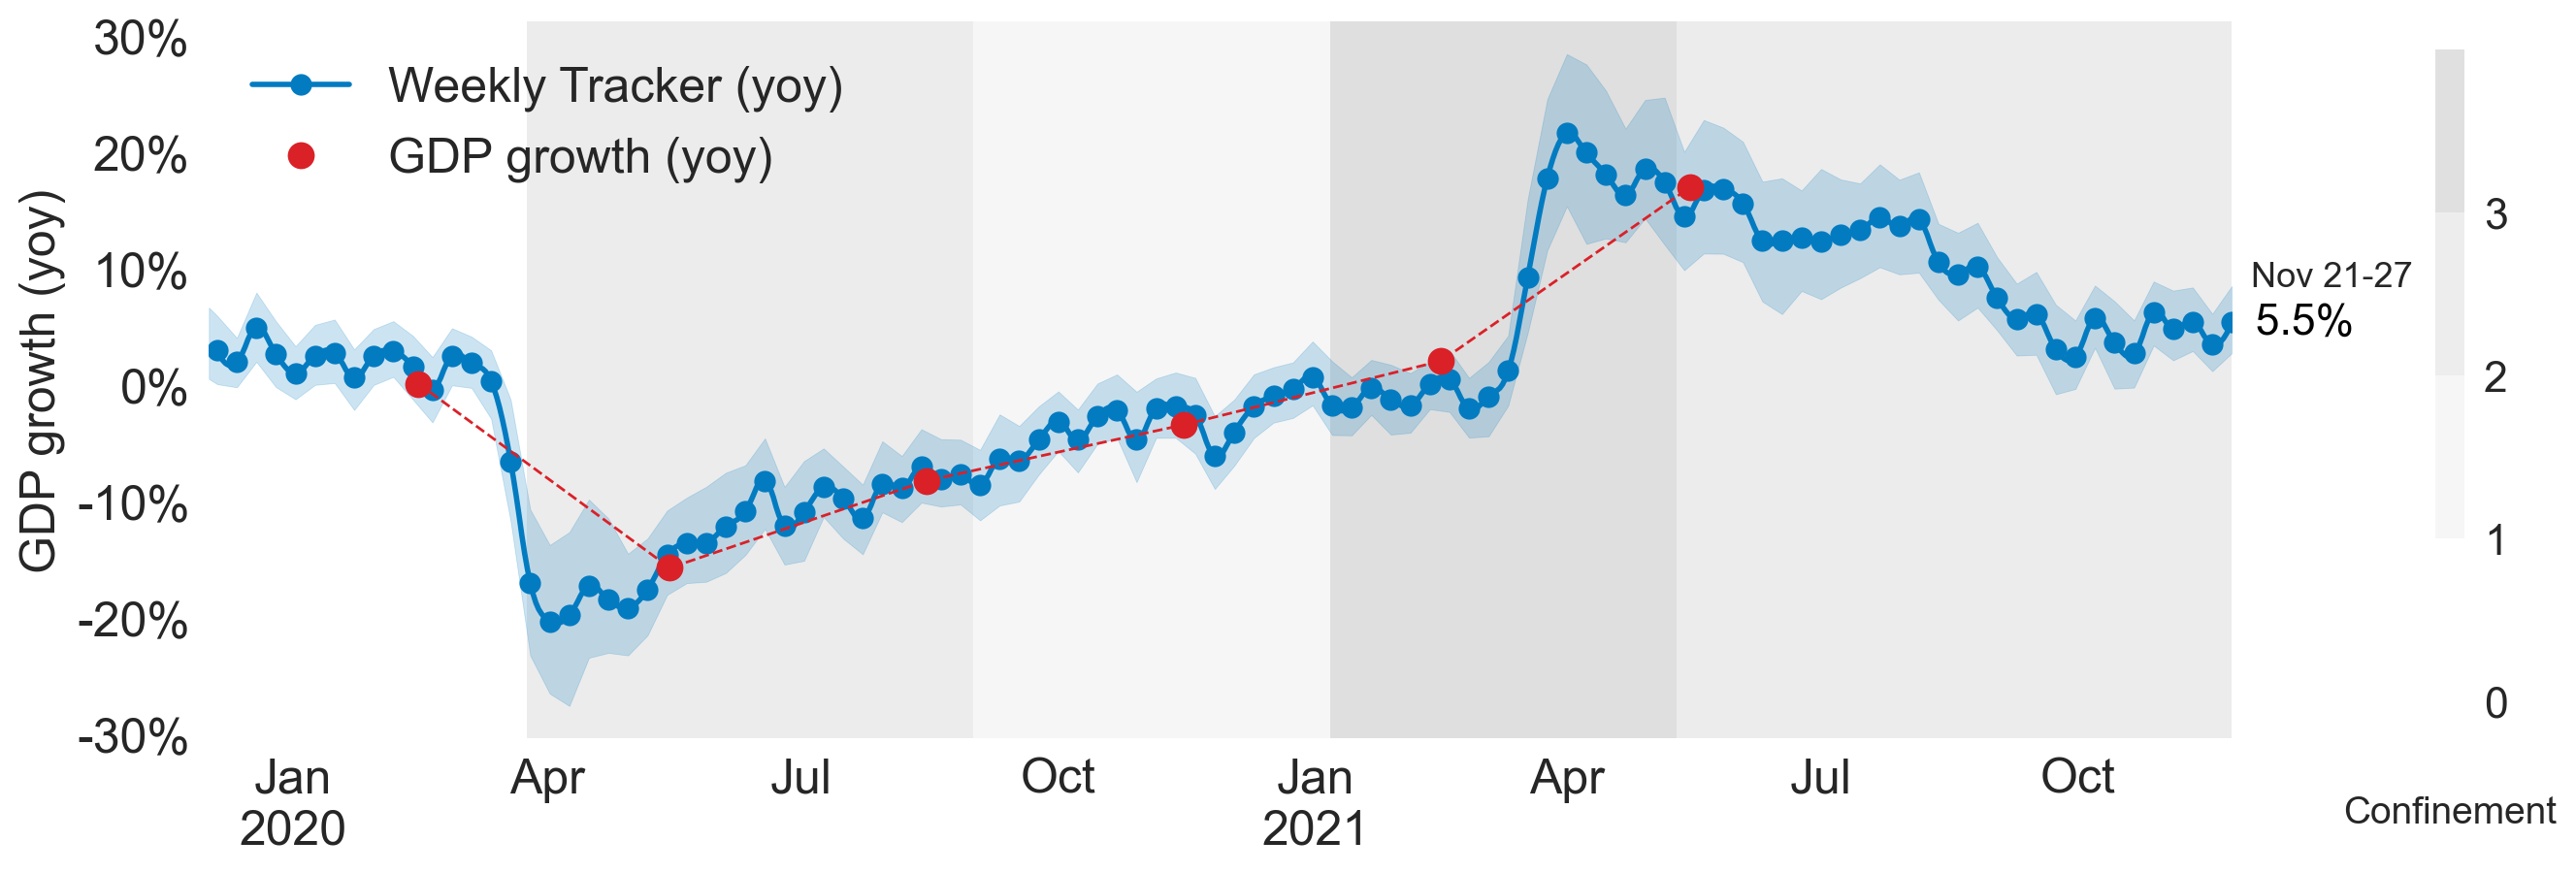 30%
20%
10%
0%
-10%
-20%
-30%
GDP growth (yoy)
Weekly Tracker (yoy)
GDP growth (yoy)
Jan
2020
Apr
Jul
Oct
Jan
2021
Apr
Jul
Oct
Nov 21-27
5.5%
3
2
1
0
Confinement